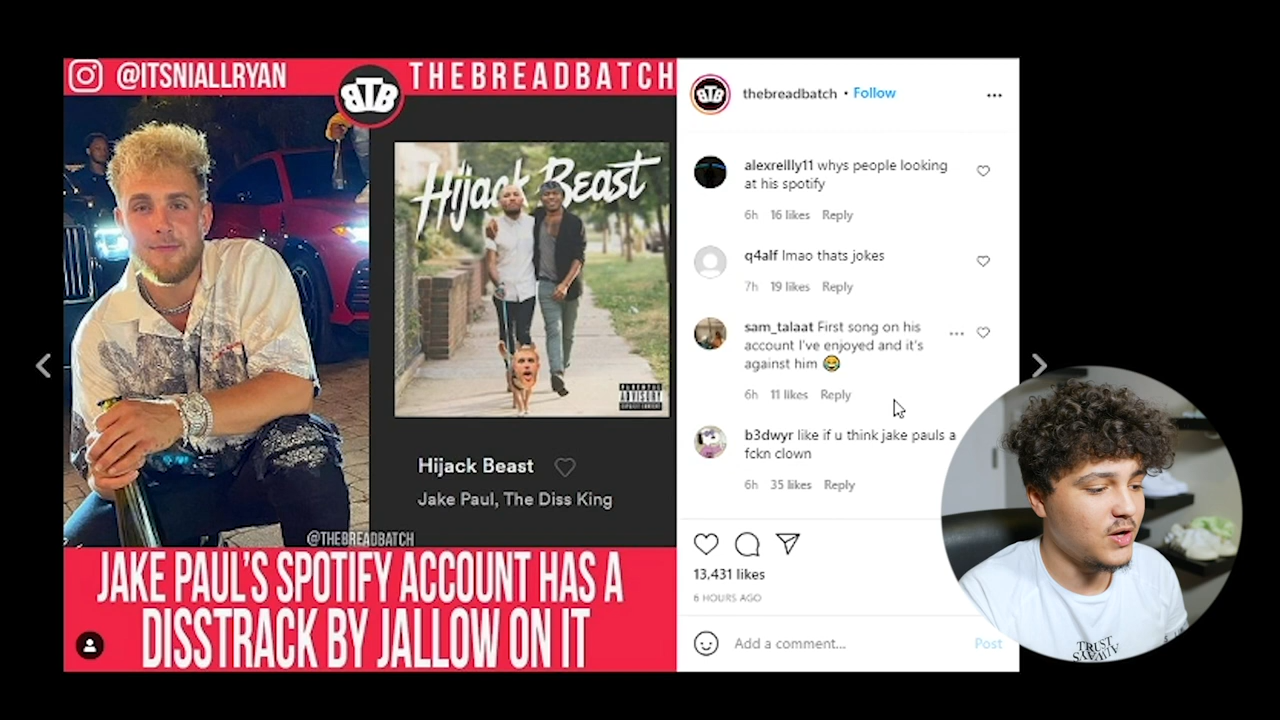 @ITSNIALLRYAN
BTB
THEBREADBATCH
Hijack Beast
PARENTAL
ADVISORY
EXPLICIT CONTENT
Hijack Beast
Jake Paul, The Diss King
@THEBREADBATCH
JAKE PAUL'S SPOTIFY ACCOUNT HAS A
DISSTRACK BY JALLOW ON IT
BTB
thebreadbatch • Follow
alexrellly11 whys people looking
at his spotify
6h 16 likes Reply
q4alf lmao thats jokes
7h 19 likes Reply
sam_talaat First song on his
account I've enjoyed and it's
against him 😂
6h 11 likes Reply
b3dwyr like if u think jake pauls a
fckn clown
6h 35 likes Reply
13,431 likes
6 HOURS AGO
Add a comment...
Post
TRUST